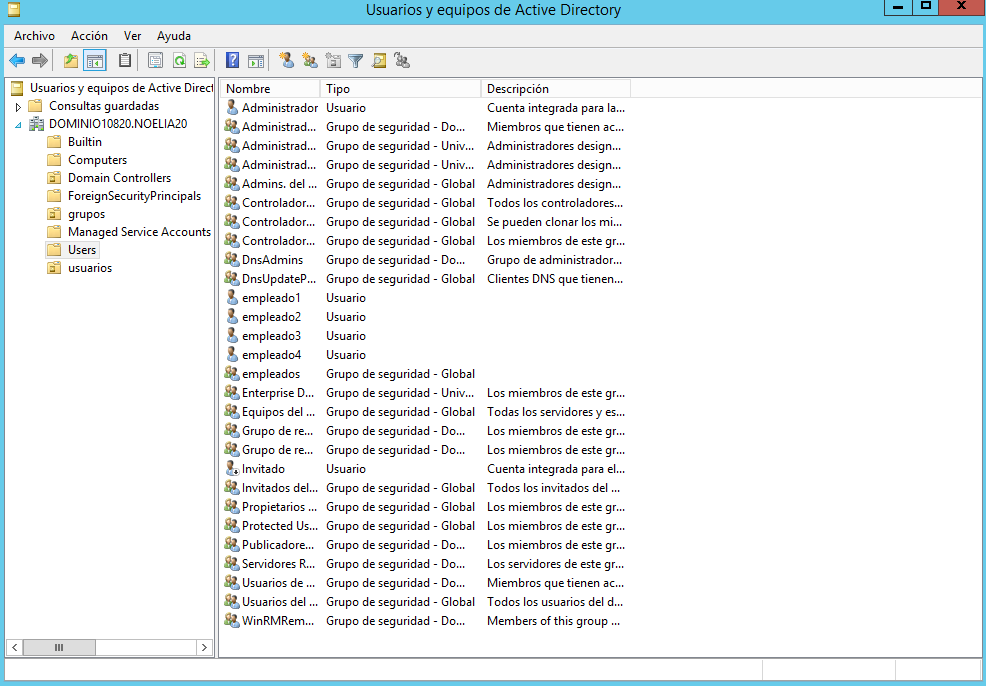 Usuarios y equipos de Active Directory
Archivo Acción Ver Ayuda
Usuarios y equipos de Active Direct
Consultas guardadas
DOMINIO10820.NOELIA20
Builtin
Computers
Domain Controllers
ForeignSecurityPrincipals
grupos
Managed Service Accounts
Users
usuarios
Nombre Tipo Descripción
Administrador Usuario Cuenta integrada para la...
Administrad... Grupo de seguridad - Do... Miembros que tienen ac...
Administrad... Grupo de seguridad - Univ... Administradores design...
Administrad... Grupo de seguridad - Univ... Administradores design...
Admins. del ... Grupo de seguridad - Global Administradores design...
Controlador... Grupo de seguridad - Global Todos los controladores...
Controlador... Grupo de seguridad - Global Se pueden clonar los mi...
Controlador... Grupo de seguridad - Global Los miembros de este gr...
DnsAdmins Grupo de seguridad - Do... Grupo de administrador...
DnsUpdateP... Grupo de seguridad - Global Clientes DNS que tienen...
empleado1 Usuario
empleado2 Usuario
empleado3 Usuario
empleado4 Usuario
empleados Grupo de seguridad - Global
Enterprise D... Grupo de seguridad - Univ... Los miembros de este gr...
Equipos del ... Grupo de seguridad - Global Todas los servidores y es...
Grupo de re... Grupo de seguridad - Do... Los miembros de este gr...
Grupo de re... Grupo de seguridad - Do... Los miembros de este gr...
Invitado Usuario Cuenta integrada para el...
Invitados del... Grupo de seguridad - Global Todos los invitados del ...
Propietarios ... Grupo de seguridad - Global Los miembros de este gr...
Protected Us... Grupo de seguridad - Global Los miembros de este gr...
Publicadore... Grupo de seguridad - Do... Los miembros de este gr...
Servidores R... Grupo de seguridad - Do... Los servidores de este gr...
Usuarios de ... Grupo de seguridad - Do... Miembros que tienen ac...
Usuarios del ... Grupo de seguridad - Global Todos los usuarios del d...
WinRMRem... Grupo de seguridad - Do... Members of this group ...